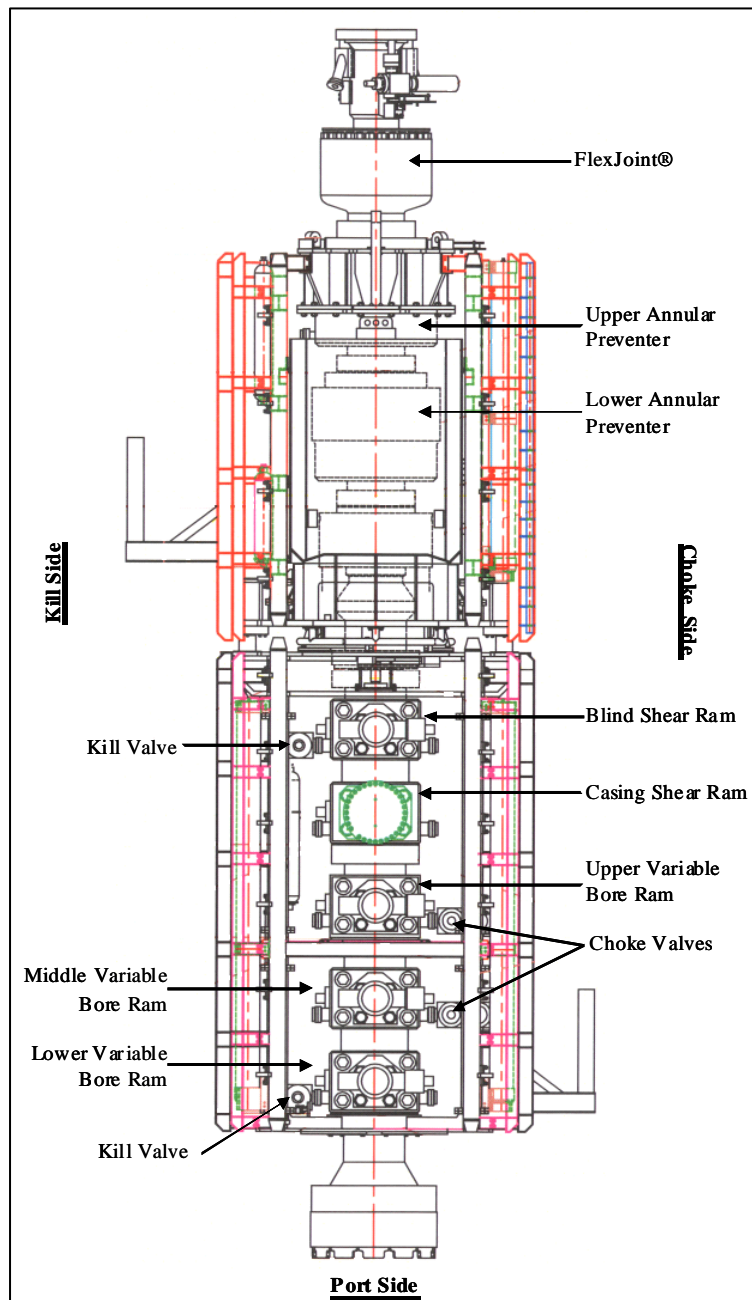 FlexJoint®
Upper Annular
Preventer
Lower Annular
Preventer
Kill Side
Choke Side
Blind Shear Ram
Kill Valve
Casing Shear Ram
Upper Variable
Bore Ram
Choke Valves
Middle Variable
Bore Ram
Lower Variable
Bore Ram
Kill Valve
Port Side